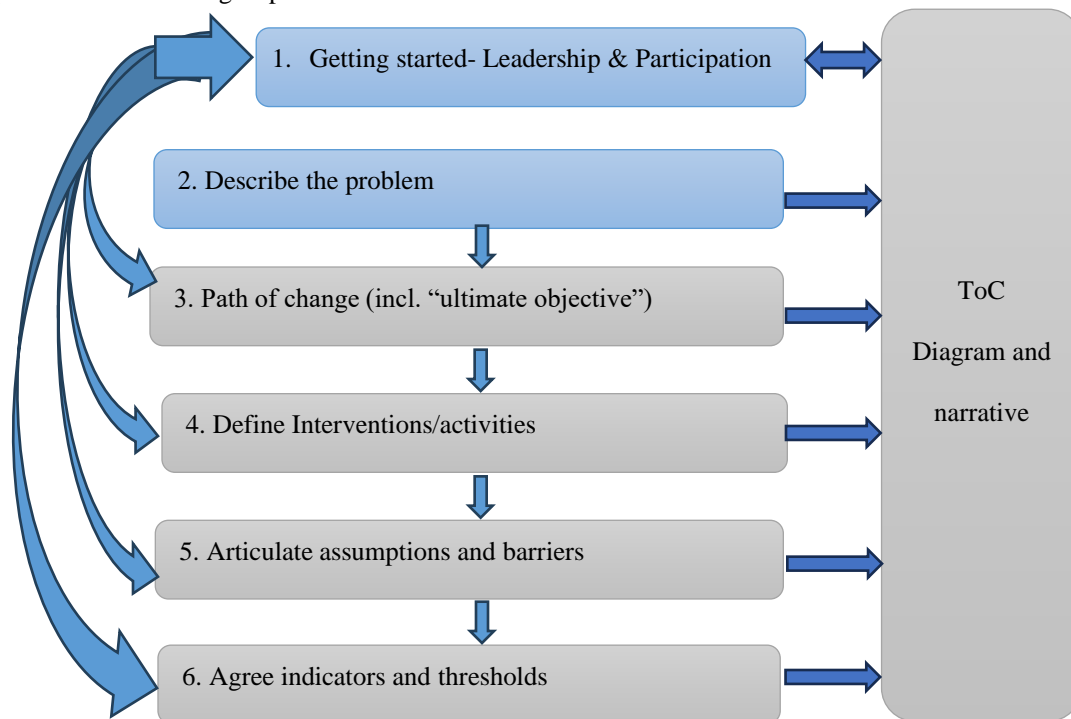 1. Getting started- Leadership & Participation
2. Describe the problem
3. Path of change (incl. “ultimate objective”)
4. Define Interventions/activities
5. Articulate assumptions and barriers
6. Agree indicators and thresholds
ToC
Diagram and
narrative